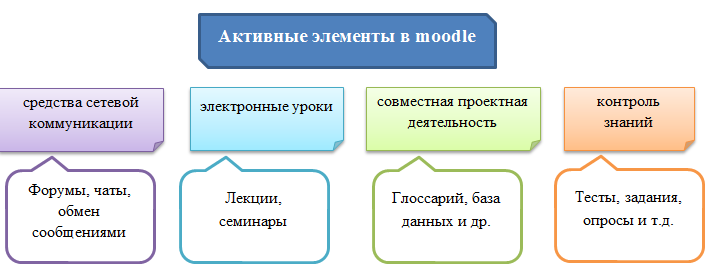 Активные элементы в moodle
средства сетевой
коммуникации
электронные уроки
совместная проектная
деятельность
контроль
знаний
Форумы, чаты,
обмен
сообщениями
Лекции,
семинары
Глоссарий, база
данных и др.
Тесты, задания,
опросы и т.д.